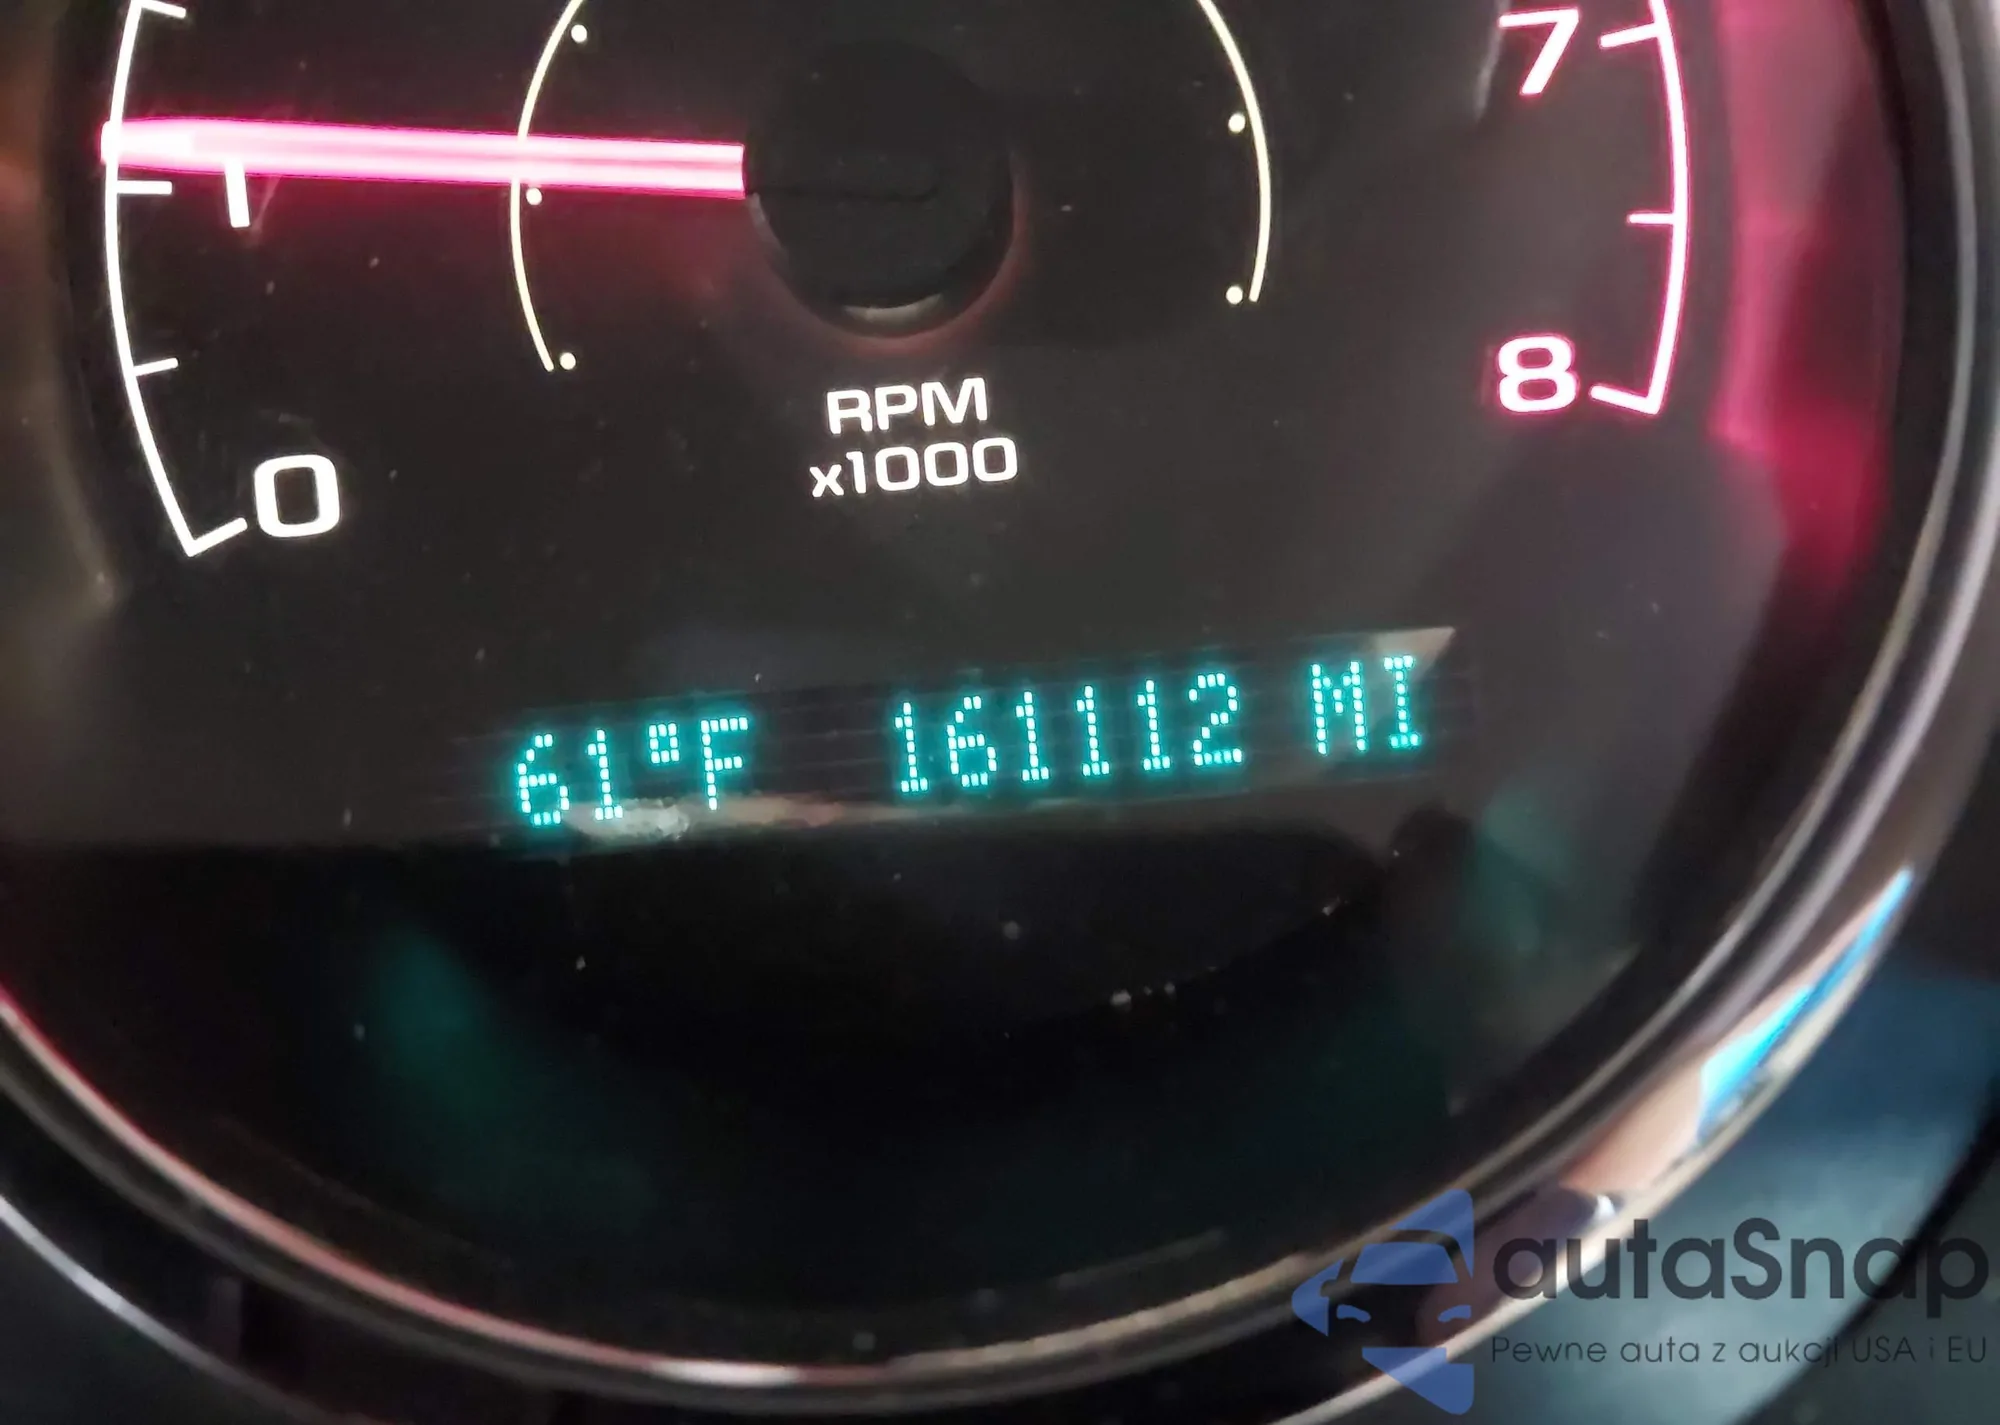 7
1
8
RPM
x1000
0
61°F 161112 MI
autaSnap
Pewne auta z aukcji USA i EU